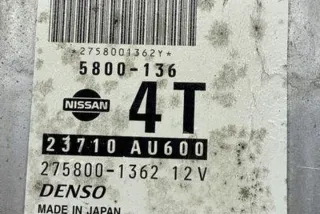 *2758001362Y*
5800-136
NISSAN 4T
23710 AU600
275800-1362 12V
DENSO
MADE IN JAPAN